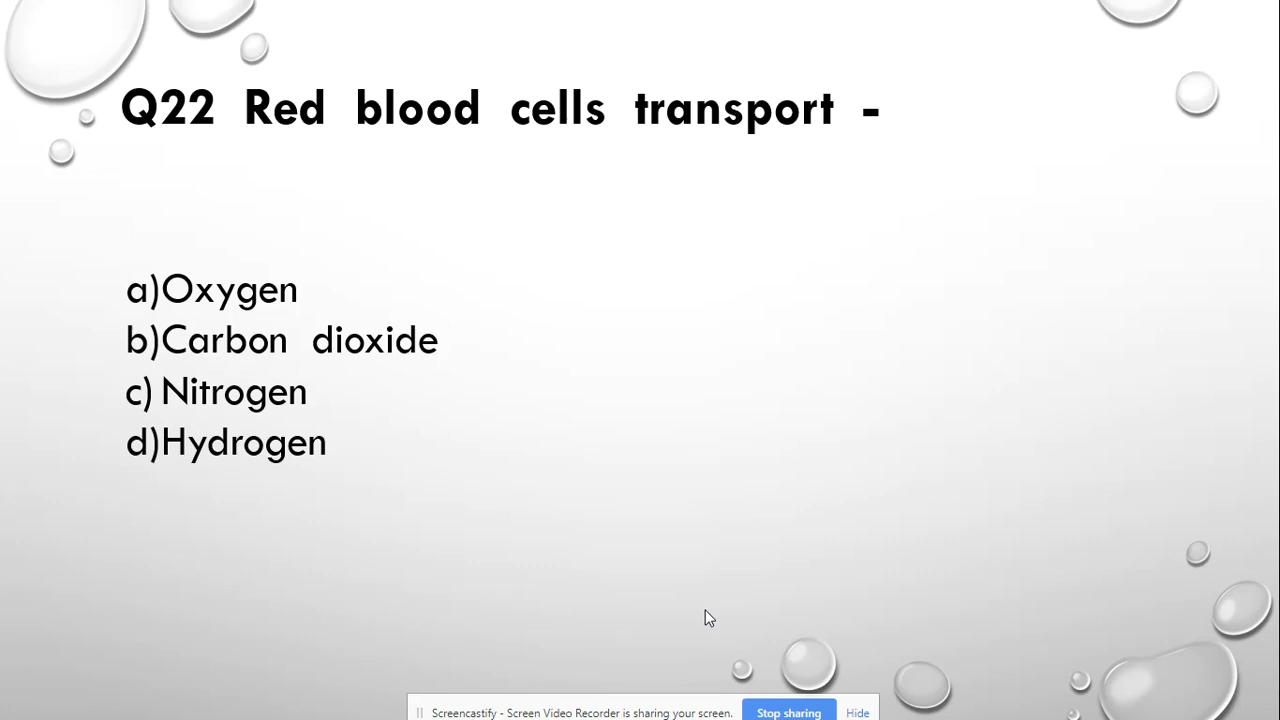 Q22 Red blood cells transport -
a)Oxygen
b)Carbon dioxide
c) Nitrogen
d)Hydrogen
Screencastify - Screen Video Recorder is sharing your screen. Stop sharing Hide